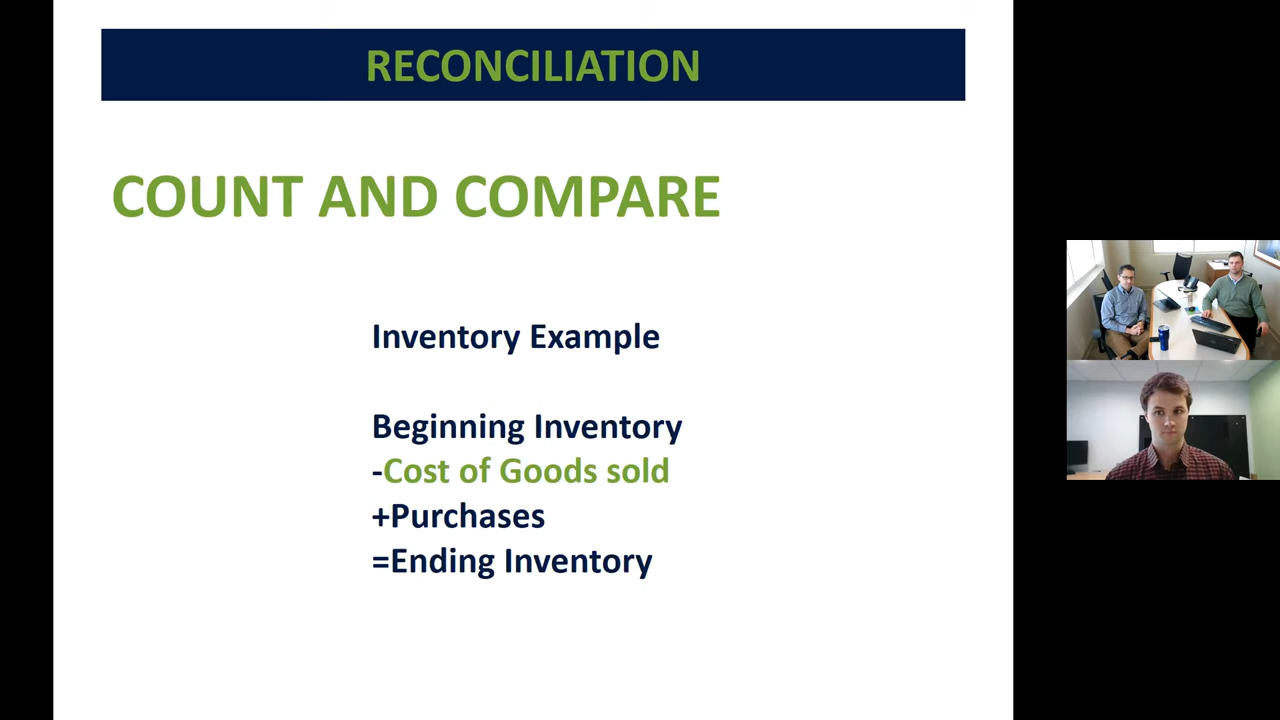 RECONCILIATION
COUNT AND COMPARE
Inventory Example
Beginning Inventory
-Cost of Goods sold
+Purchases
=Ending Inventory